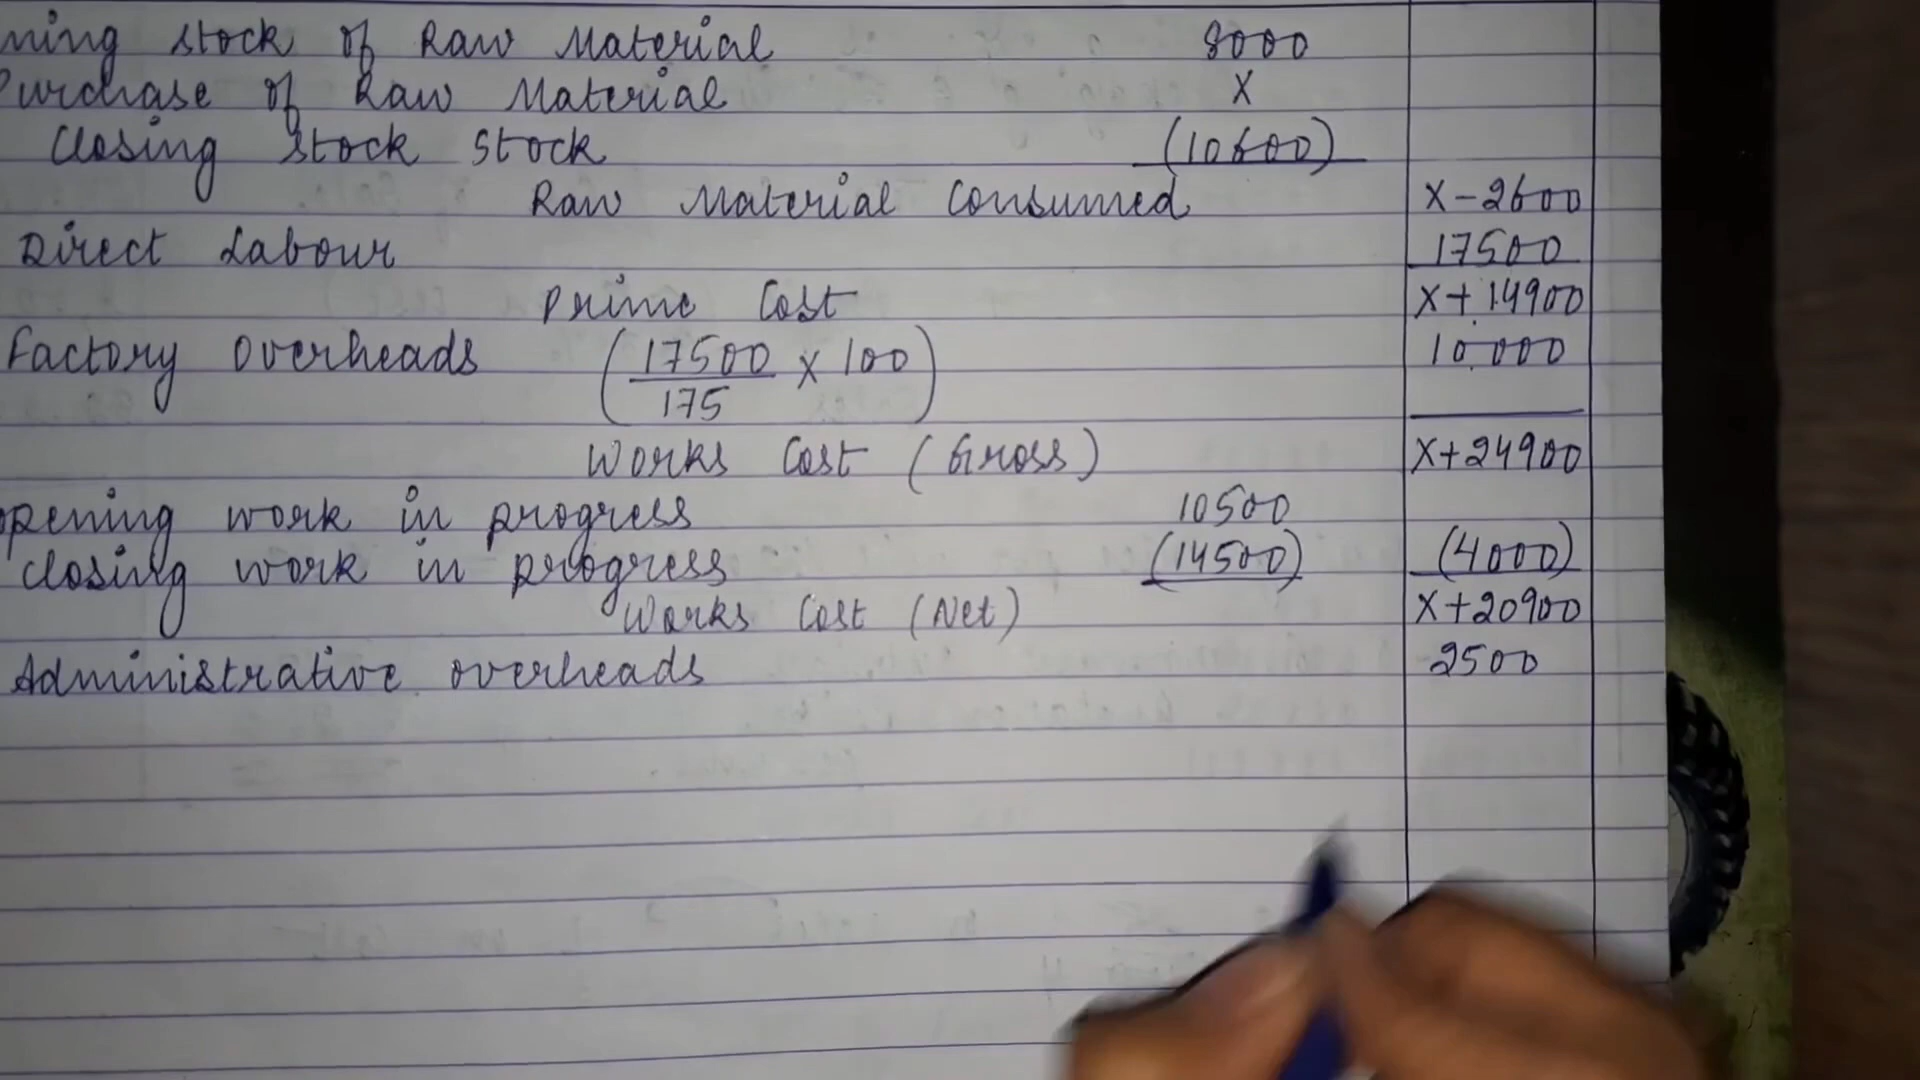 ning stock of Raw Material 8000
Purchase of Raw Material X
Closing Stock Stock (10600)
Raw Material Consumed X-2600
Direct Labour 17500
Prime Cost X+14900
Factory Overheads (17500/175 × 100) 10000
Works Cost (Gross) X+24900
opening work in progress 10500
closing work in progress (14500) (4000)
Works Cost (Net) X+20900
Administrative overheads 2500